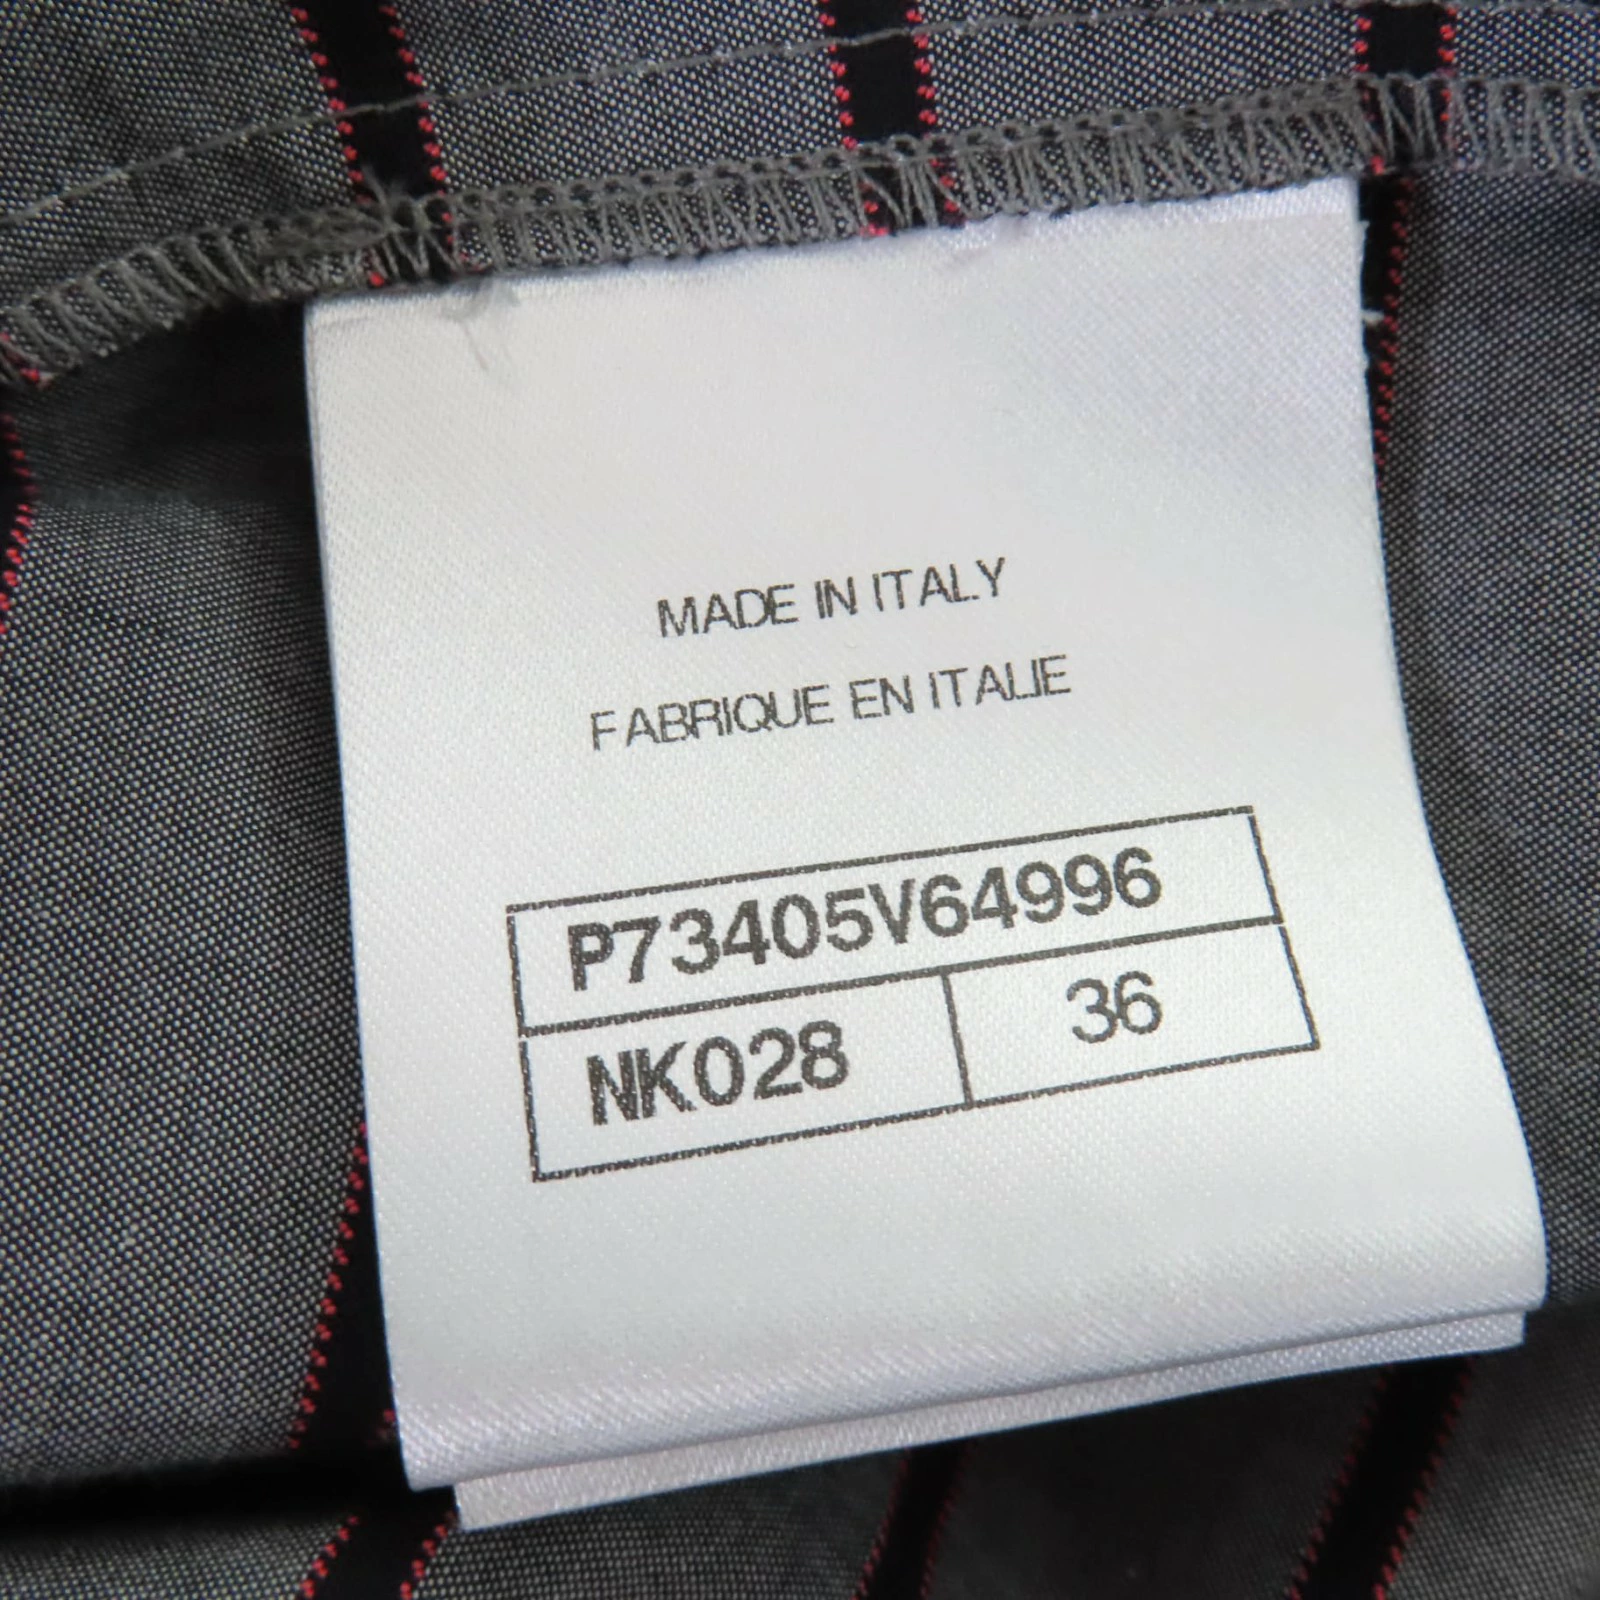 MADE IN ITALY
FABRIQUE EN ITALIE
P73405V64996
NK028 36